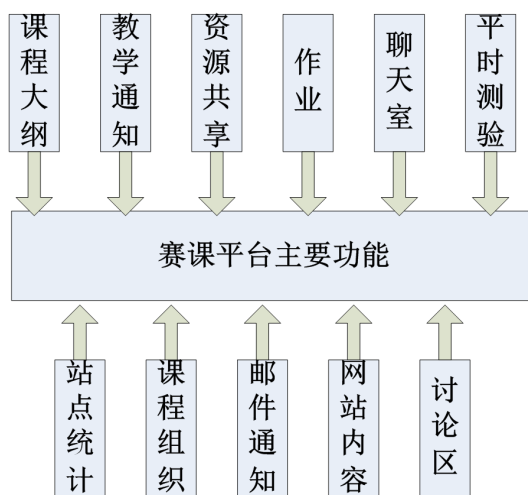 课程大纲
教学通知
资源共享
作业
聊天室
平时测验
赛课平台主要功能
站点统计
课程组织
邮件通知
网站内容
讨论区